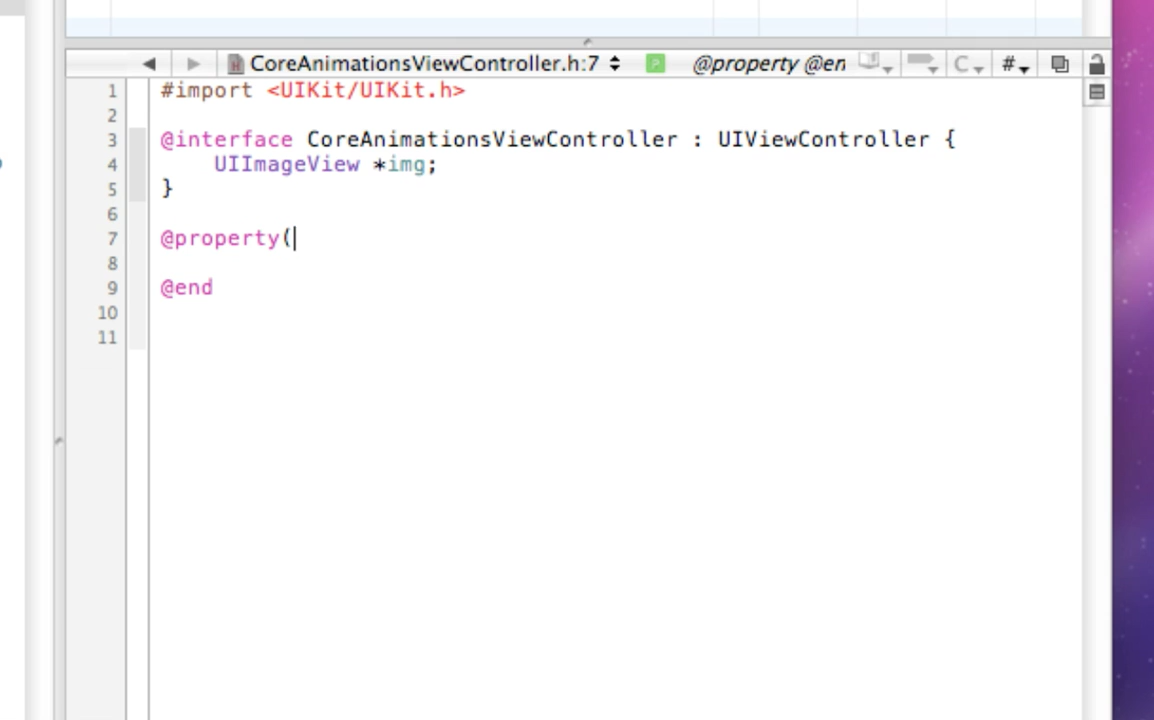 CoreAnimationsViewController.h:7 @property @en C #
1 #import <UIKit/UIKit.h>
2
3 @interface CoreAnimationsViewController : UIViewController {
4 UIImageView *img;
5 }
6
7 @property(
8
9 @end
10
11